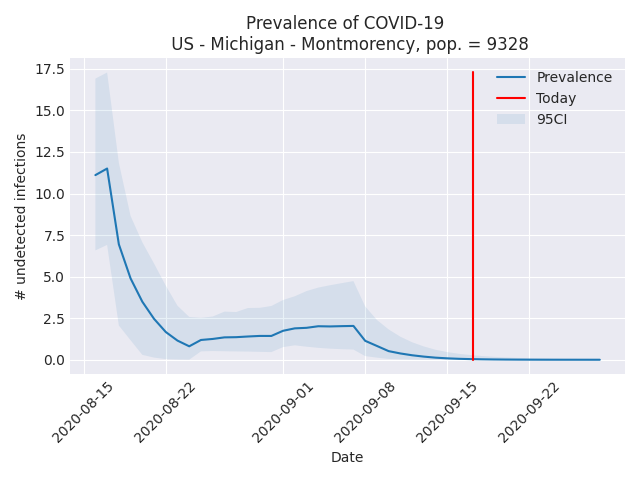 Prevalence of COVID-19
US - Michigan - Montmorency, pop. = 9328
# undetected infections
17.5
15.0
12.5
10.0
7.5
5.0
2.5
0.0
Prevalence
Today
95CI
2020-08-15
2020-08-22
2020-09-01
2020-09-08
2020-09-15
2020-09-22
Date